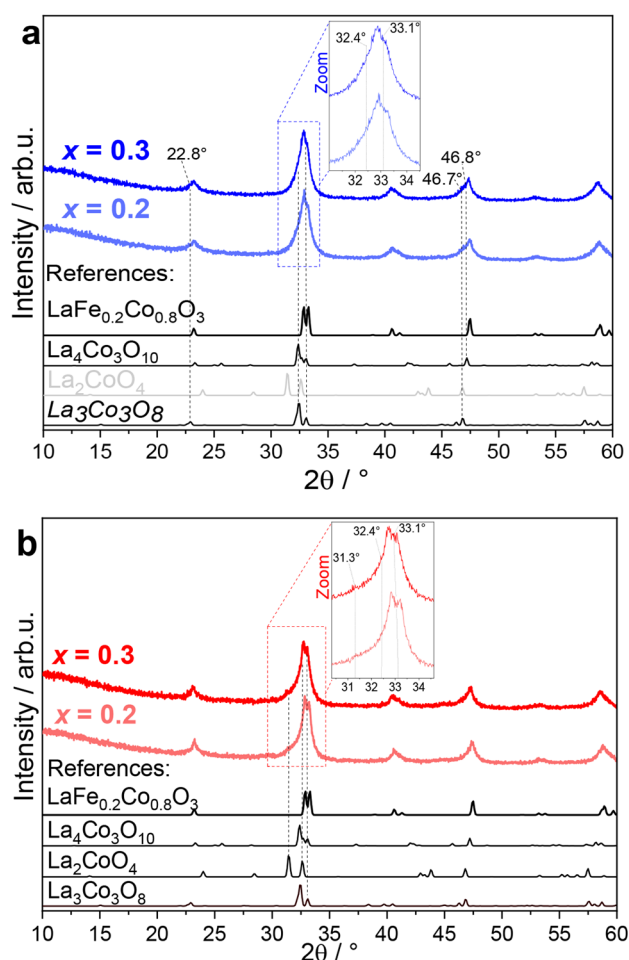 a
Intensity / arb.u.
Zoom
32.4°
33.1°
32 33 34
22.8°
46.8°
46.7°
x = 0.3
x = 0.2
References:
LaFe0.2Co0.8O3
La4Co3O10
La2CoO4
La3Co3O8
10 15 20 25 30 35 40 45 50 55 60
2θ / °
b
Intensity / arb.u.
Zoom
31.3°
32.4°
33.1°
31 32 33 34
x = 0.3
x = 0.2
References:
LaFe0.2Co0.8O3
La4Co3O10
La2CoO4
La3Co3O8
10 15 20 25 30 35 40 45 50 55 60
2θ / °